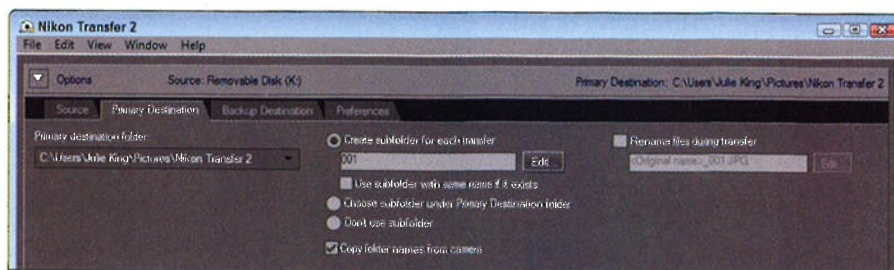 Nikon Transfer 2
File Edit View Window Help
Options Source: Removable Disk (K:) Primary Destination: C:\Users\Julie King\Pictures\Nikon Transfer 2
Source Primary Destination Backup Destination Preferences
Primary destination folder:
C:\Users\Julie King\Pictures\Nikon Transfer 2
Create subfolder for each transfer
001 Edit...
Use subfolder with same name if it exists
Choose subfolder under Primary Destination folder
Don't use subfolder
Copy folder names from camera
Rename files during transfer
<Original name>_001.JPG Edit...